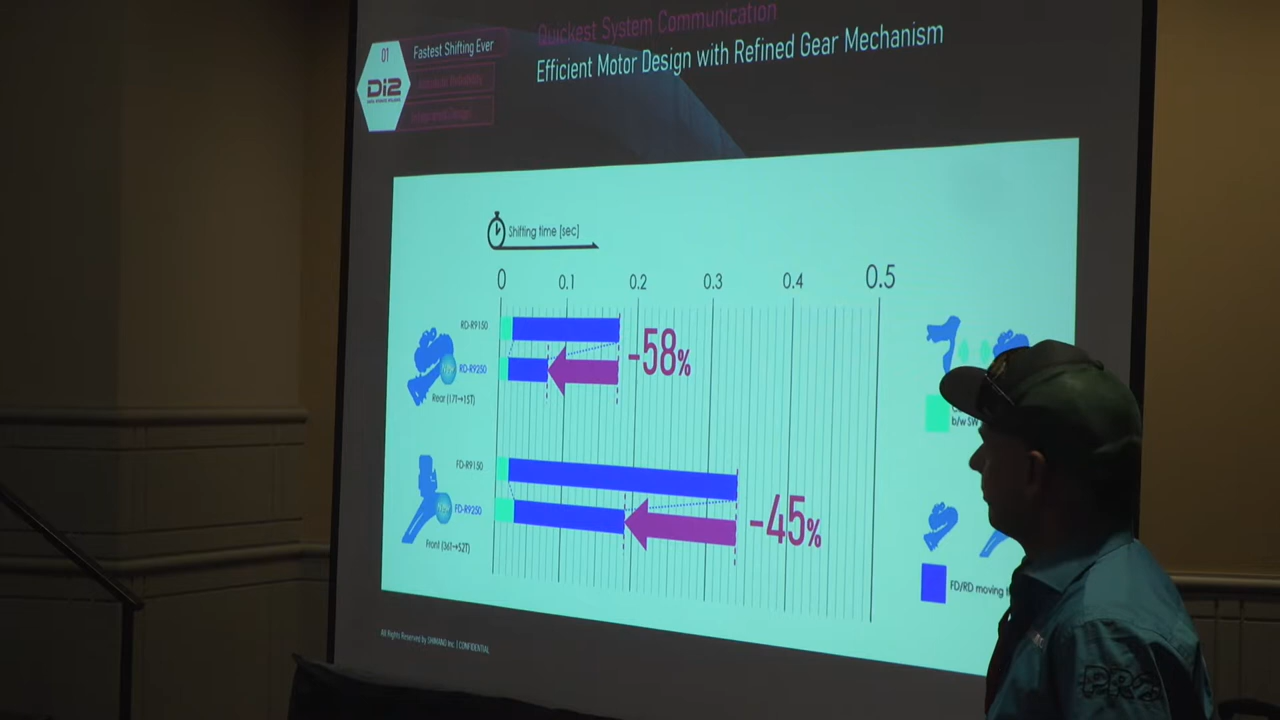 Quickest System Communication
Efficient Motor Design with Refined Gear Mechanism
01
Di2
Fastest Shifting Ever
Shifting time [sec]
0 0.1 0.2 0.3 0.4 0.5
RD-R9150
RD-R9250
Rear (17T→15T)
-58%
FD-R9150
FD-R9250
Front (36T→52T)
-45%
b/w SW
FD/RD moving
All Rights Reserved by SHIMANO Inc. | CONFIDENTIAL
PRO